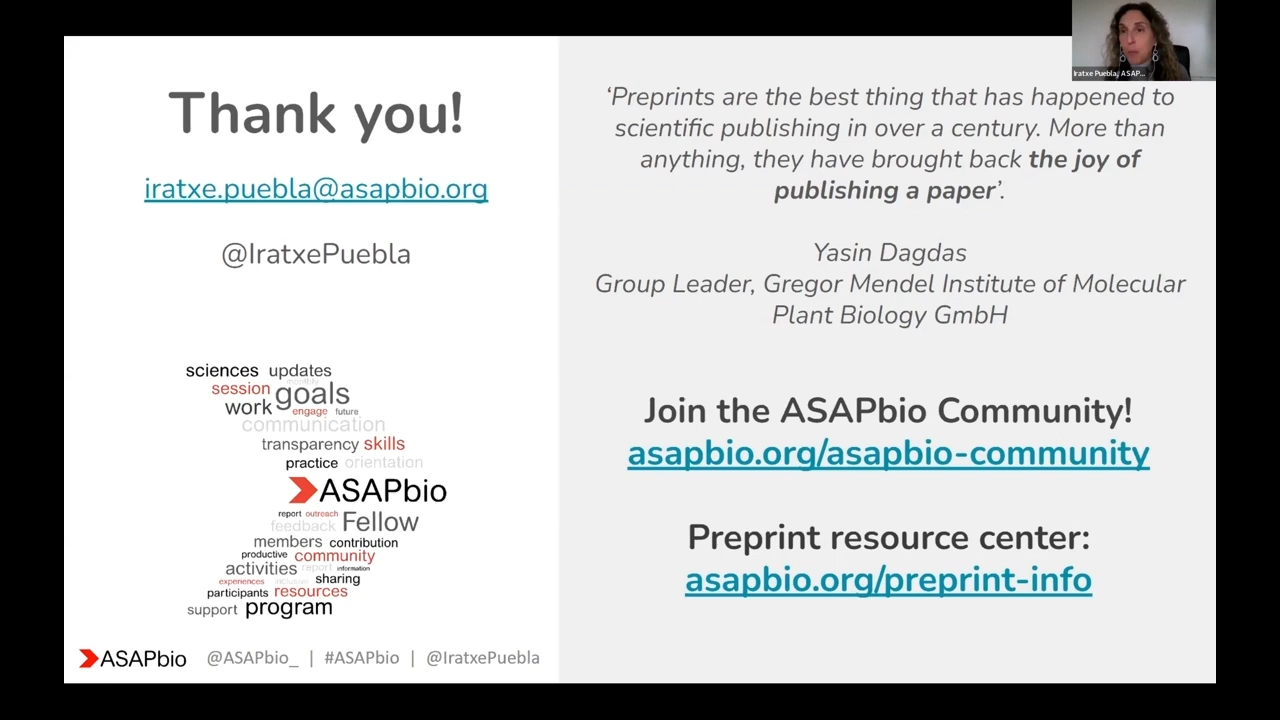 Thank you!
iratxe.puebla@asapbio.org
@IratxePuebla
sciences updates
monthly
session goals
work engage future
communication
transparency skills
practice orientation
ASAPbio
report outreach
feedback Fellow
members contribution
productive community
activities report information
experiences inclusive sharing
participants resources
support program
ASAPbio @ASAPbio_ | #ASAPbio | @IratxePuebla
Iratxe Puebla, ASAP...
‘Preprints are the best thing that has happened to
scientific publishing in over a century. More than
anything, they have brought back the joy of
publishing a paper’.
Yasin Dagdas
Group Leader, Gregor Mendel Institute of Molecular
Plant Biology GmbH
Join the ASAPbio Community!
asapbio.org/asapbio-community
Preprint resource center:
asapbio.org/preprint-info